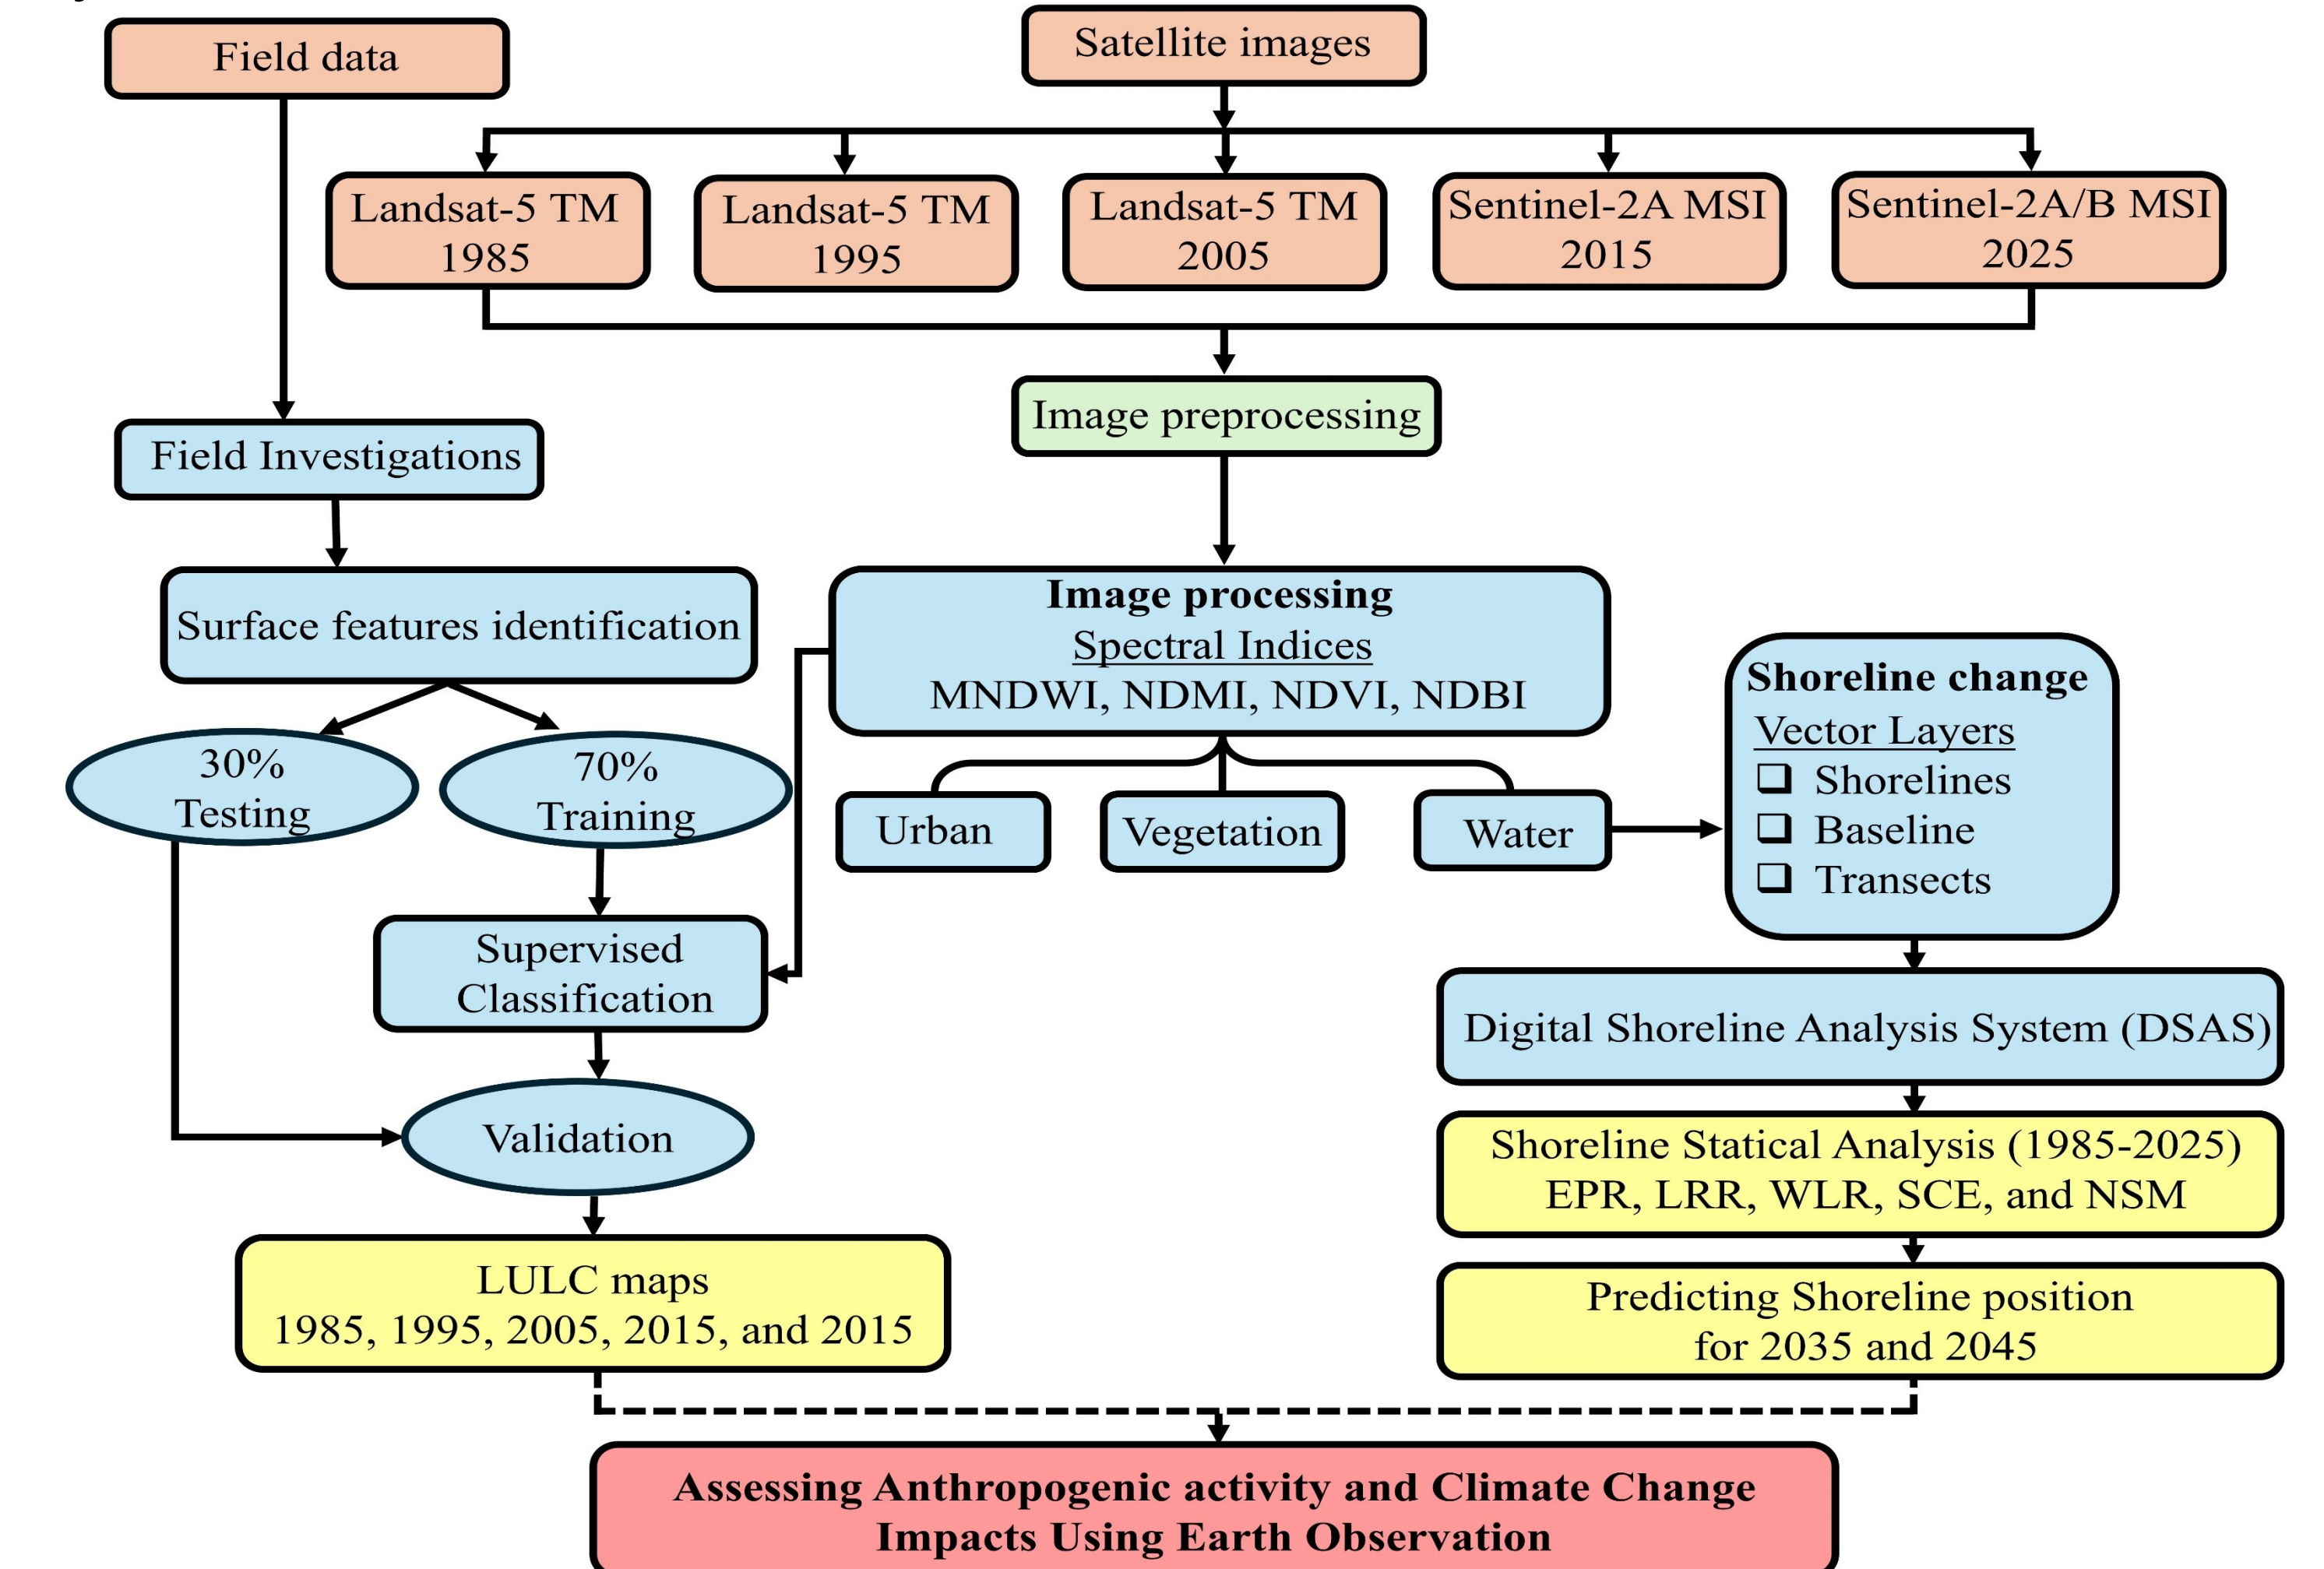 Field data
Satellite images
Landsat-5 TM
1985
Landsat-5 TM
1995
Landsat-5 TM
2005
Sentinel-2A MSI
2015
Sentinel-2A/B MSI
2025
Image preprocessing
Field Investigations
Surface features identification
Image processing
Spectral Indices
MNDWI, NDMI, NDVI, NDBI
30%
Testing
70%
Training
Urban
Vegetation
Water
Shoreline change
Vector Layers
❑ Shorelines
❑ Baseline
❑ Transects
Supervised
Classification
Validation
LULC maps
1985, 1995, 2005, 2015, and 2015
Digital Shoreline Analysis System (DSAS)
Shoreline Statical Analysis (1985-2025)
EPR, LRR, WLR, SCE, and NSM
Predicting Shoreline position
for 2035 and 2045
Assessing Anthropogenic activity and Climate Change
Impacts Using Earth Observation